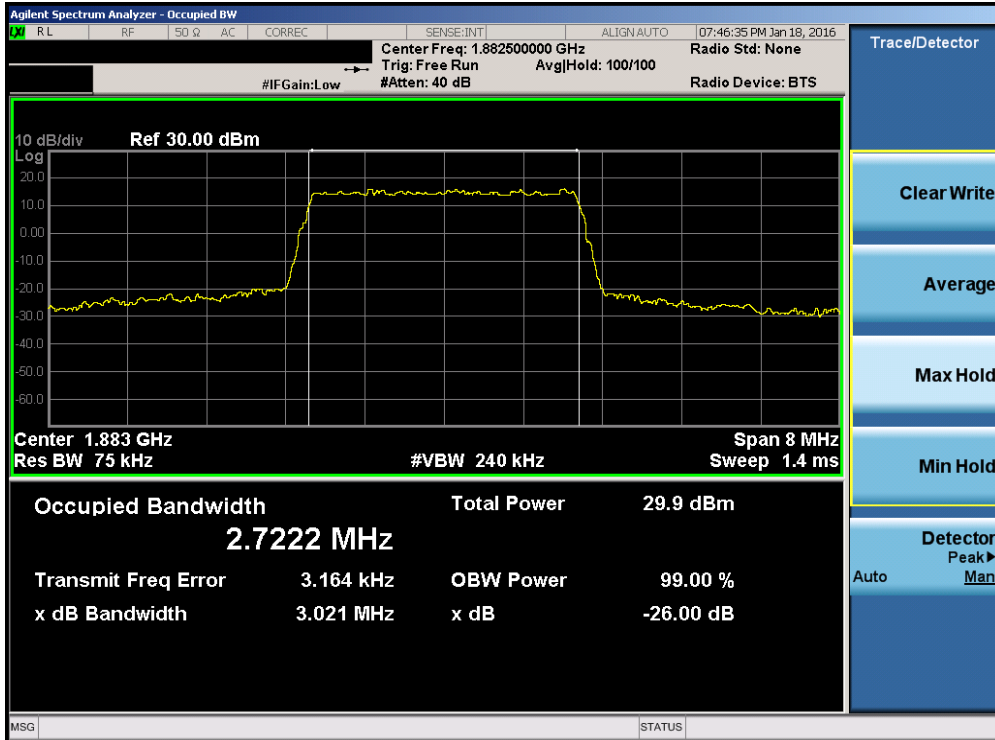 Agilent Spectrum Analyzer - Occupied BW
LXI RL RF 50 Ω AC CORREC SENSE:INT ALIGN AUTO 07:46:35 PM Jan 18, 2016
Center Freq: 1.882500000 GHz Radio Std: None
Trig: Free Run Avg|Hold: 100/100
#IFGain:Low #Atten: 40 dB Radio Device: BTS
10 dB/div Ref 30.00 dBm
Log
20.0
10.0
0.00
-10.0
-20.0
-30.0
-40.0
-50.0
-60.0
Center 1.883 GHz Span 8 MHz
Res BW 75 kHz #VBW 240 kHz Sweep 1.4 ms
Occupied Bandwidth Total Power 29.9 dBm
2.7222 MHz
Transmit Freq Error 3.164 kHz OBW Power 99.00 %
x dB Bandwidth 3.021 MHz x dB -26.00 dB
MSG STATUS
Trace/Detector
Clear Write
Average
Max Hold
Min Hold
Detector
Peak▶
Auto Man